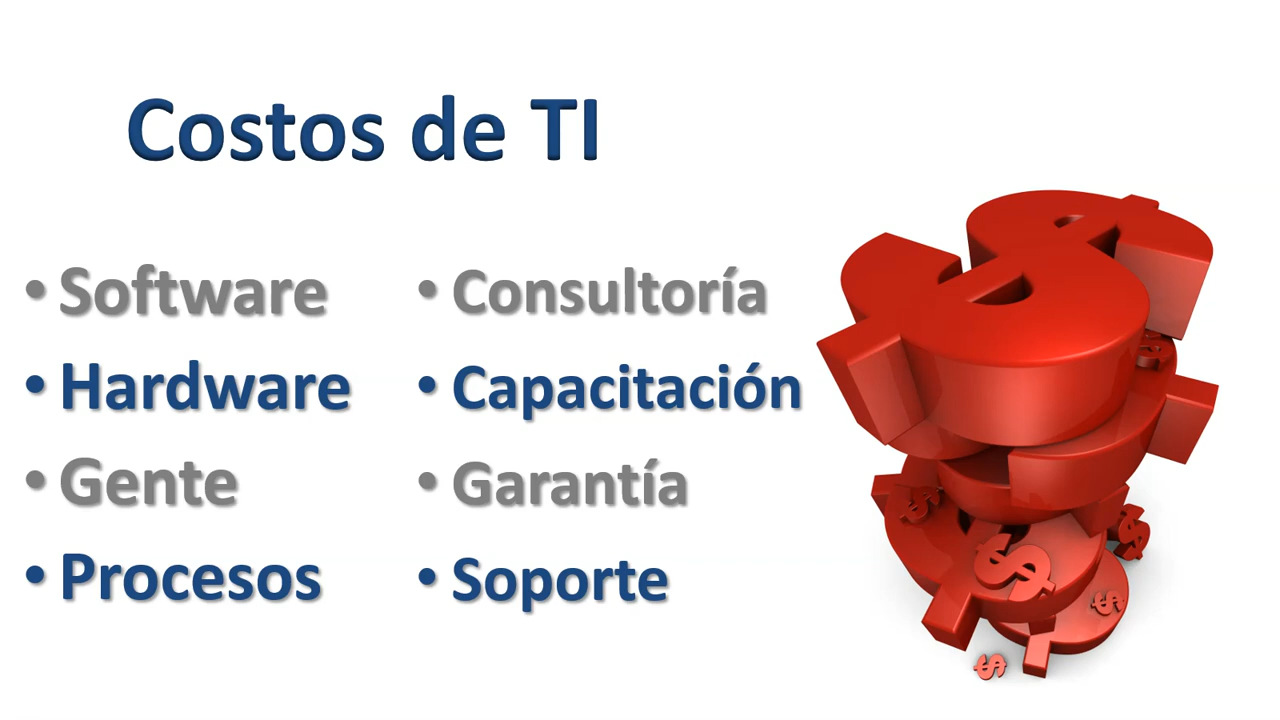 Costos de TI
• Software
• Hardware
• Gente
• Procesos
• Consultoría
• Capacitación
• Garantía
• Soporte